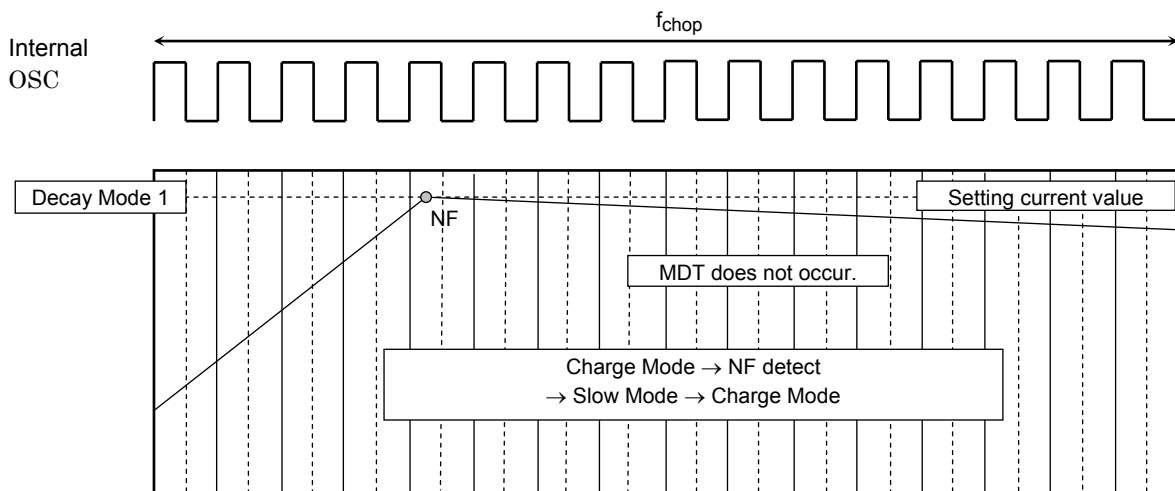 f_chop
Internal
OSC
Decay Mode 1
Setting current value
NF
MDT does not occur.
Charge Mode → NF detect
→ Slow Mode → Charge Mode